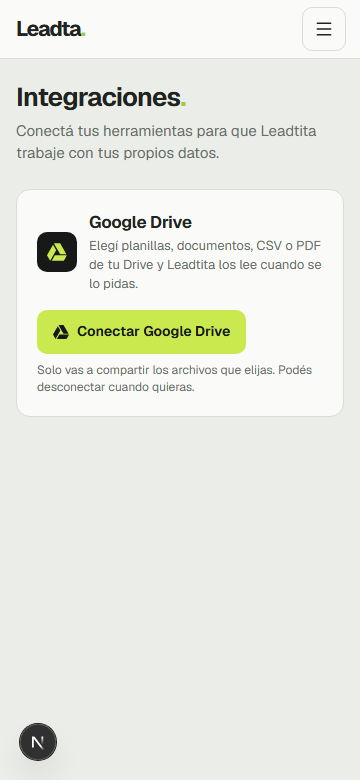 Leadta.
Integraciones.
Conectá tus herramientas para que Leadtita
trabaje con tus propios datos.
Google Drive
Elegí planillas, documentos, CSV o PDF
de tu Drive y Leadtita los lee cuando se
lo pidas.
Conectar Google Drive
Solo vas a compartir los archivos que elijas. Podés
desconectar cuando quieras.
N